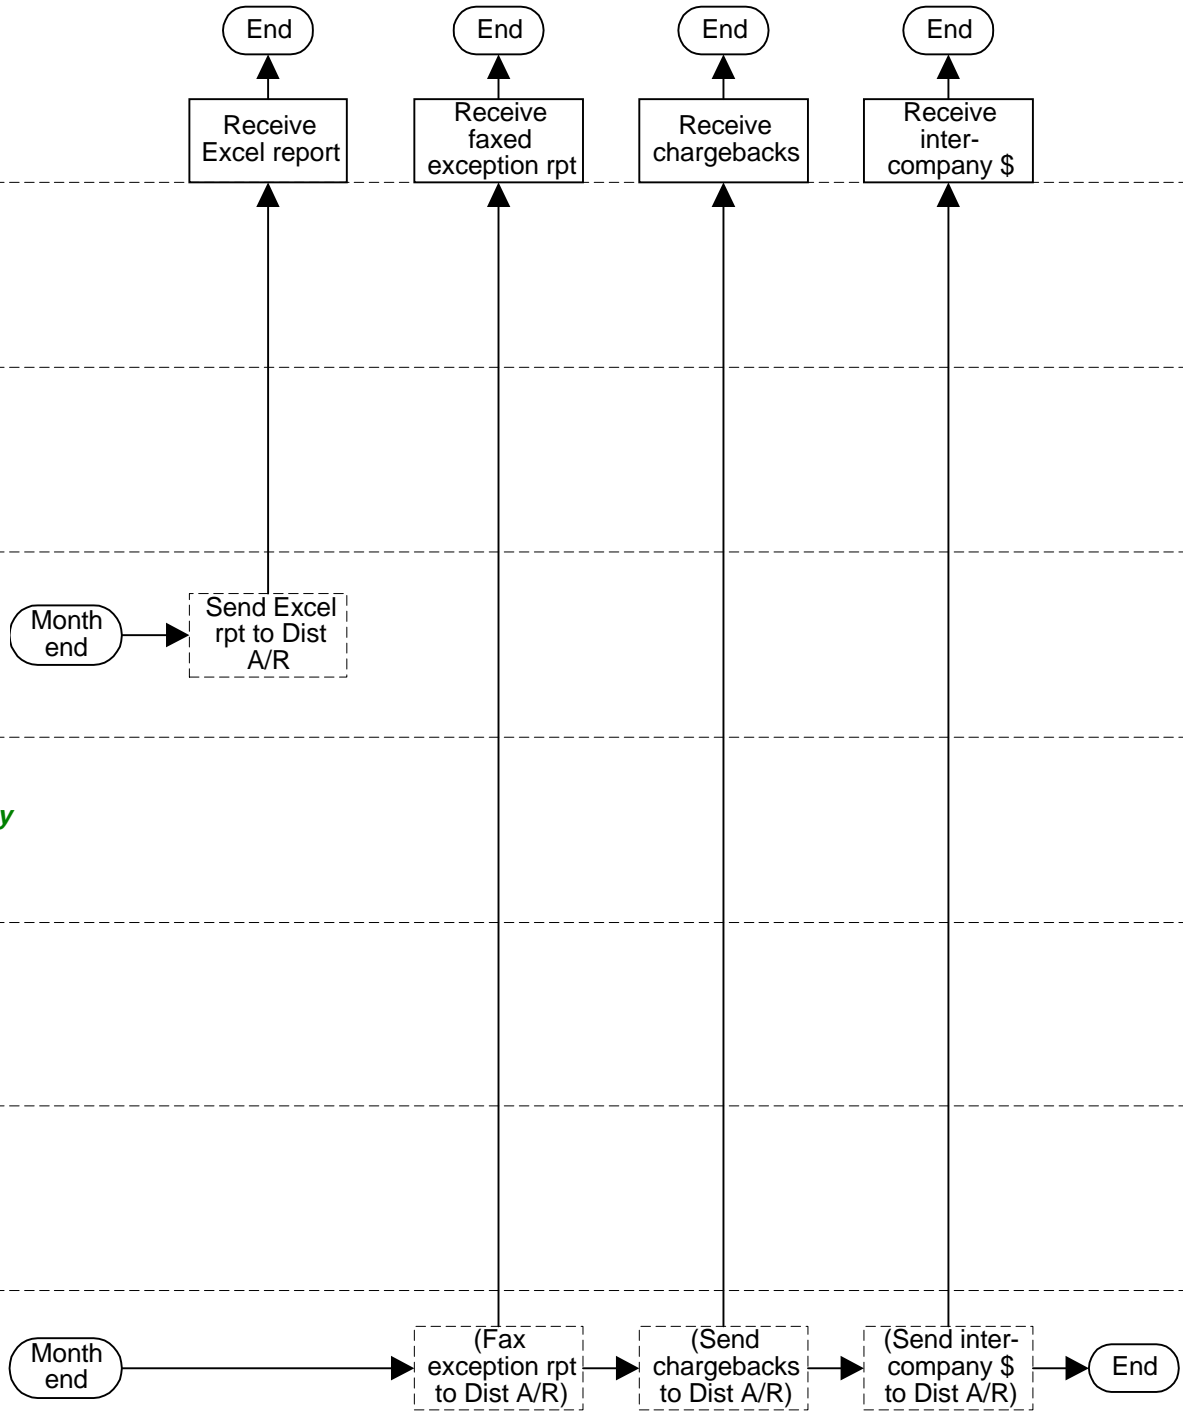 End
End
End
End
Receive
Excel report
Receive
faxed
exception rpt
Receive
chargebacks
Receive
inter-
company $
Month
end
Send Excel
rpt to Dist
A/R
y
Month
end
(Fax
exception rpt
to Dist A/R)
(Send
chargebacks
to Dist A/R)
(Send inter-
company $
to Dist A/R)
End